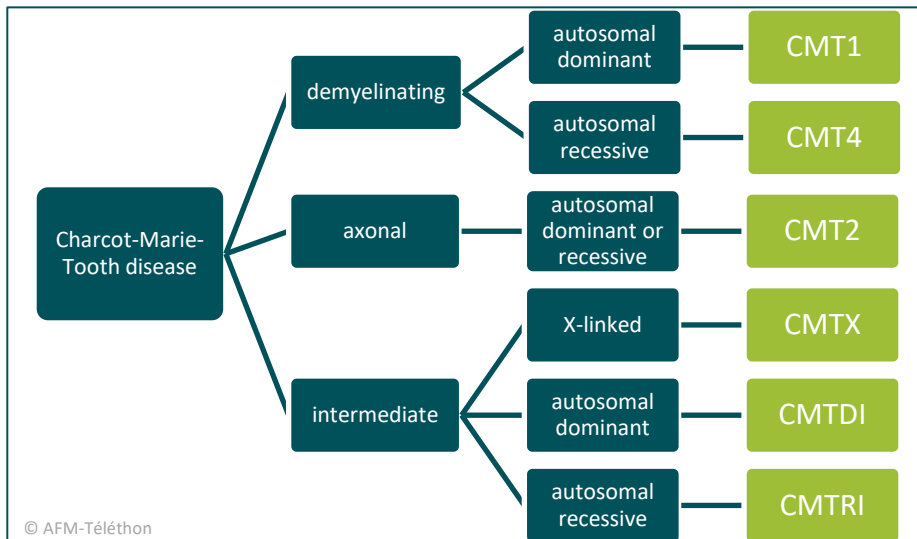 Charcot-Marie-
Tooth disease
demyelinating
autosomal
dominant
CMT1
autosomal
recessive
CMT4
axonal
autosomal
dominant or
recessive
CMT2
intermediate
X-linked
CMTX
autosomal
dominant
CMTDI
autosomal
recessive
CMTRI
© AFM-Téléthon